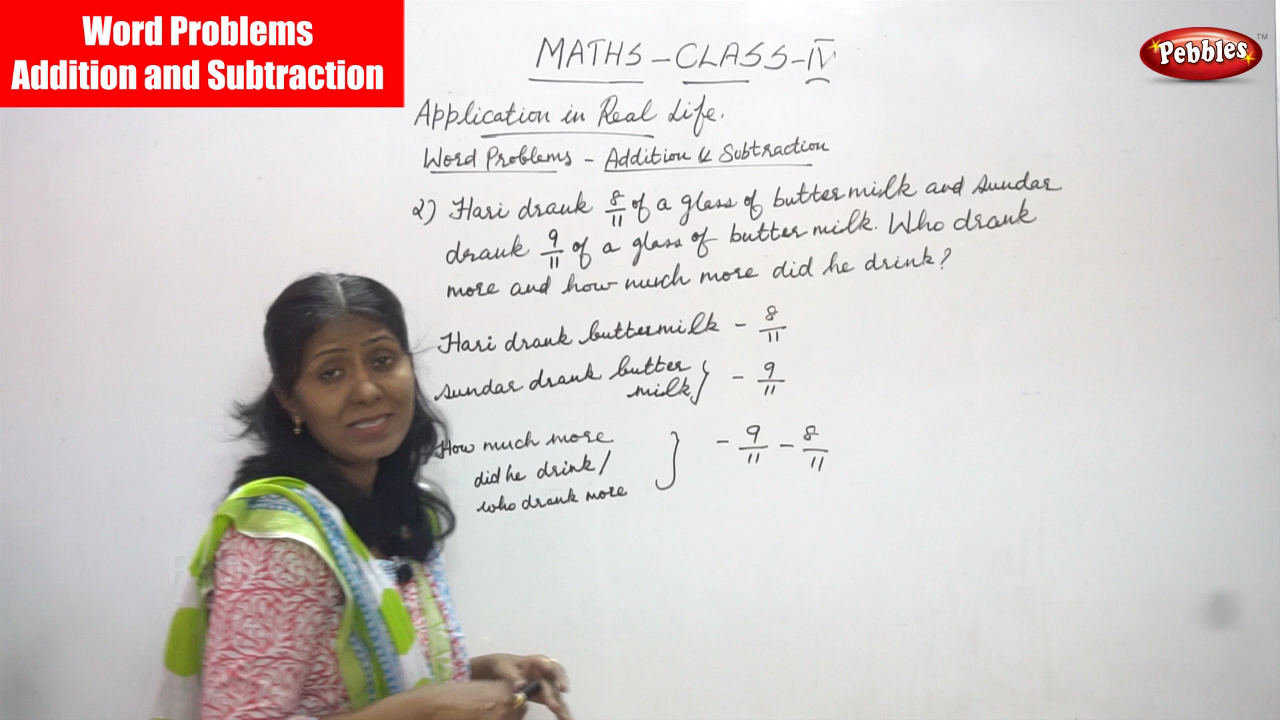 Word Problems
Addition and Subtraction
Pebbles™
MATHS - CLASS - IV
Application in Real Life.
Word Problems - Addition & Subtraction
2) Hari drank 8/11 of a glass of buttermilk and Sundar
drank 9/11 of a glass of butter milk. Who drank
more and how much more did he drink?
Hari drank buttermilk - 8/11
Sundar drank butter
milk } - 9/11
How much more
did he drink/
who drank more } - 9/11 - 8/11